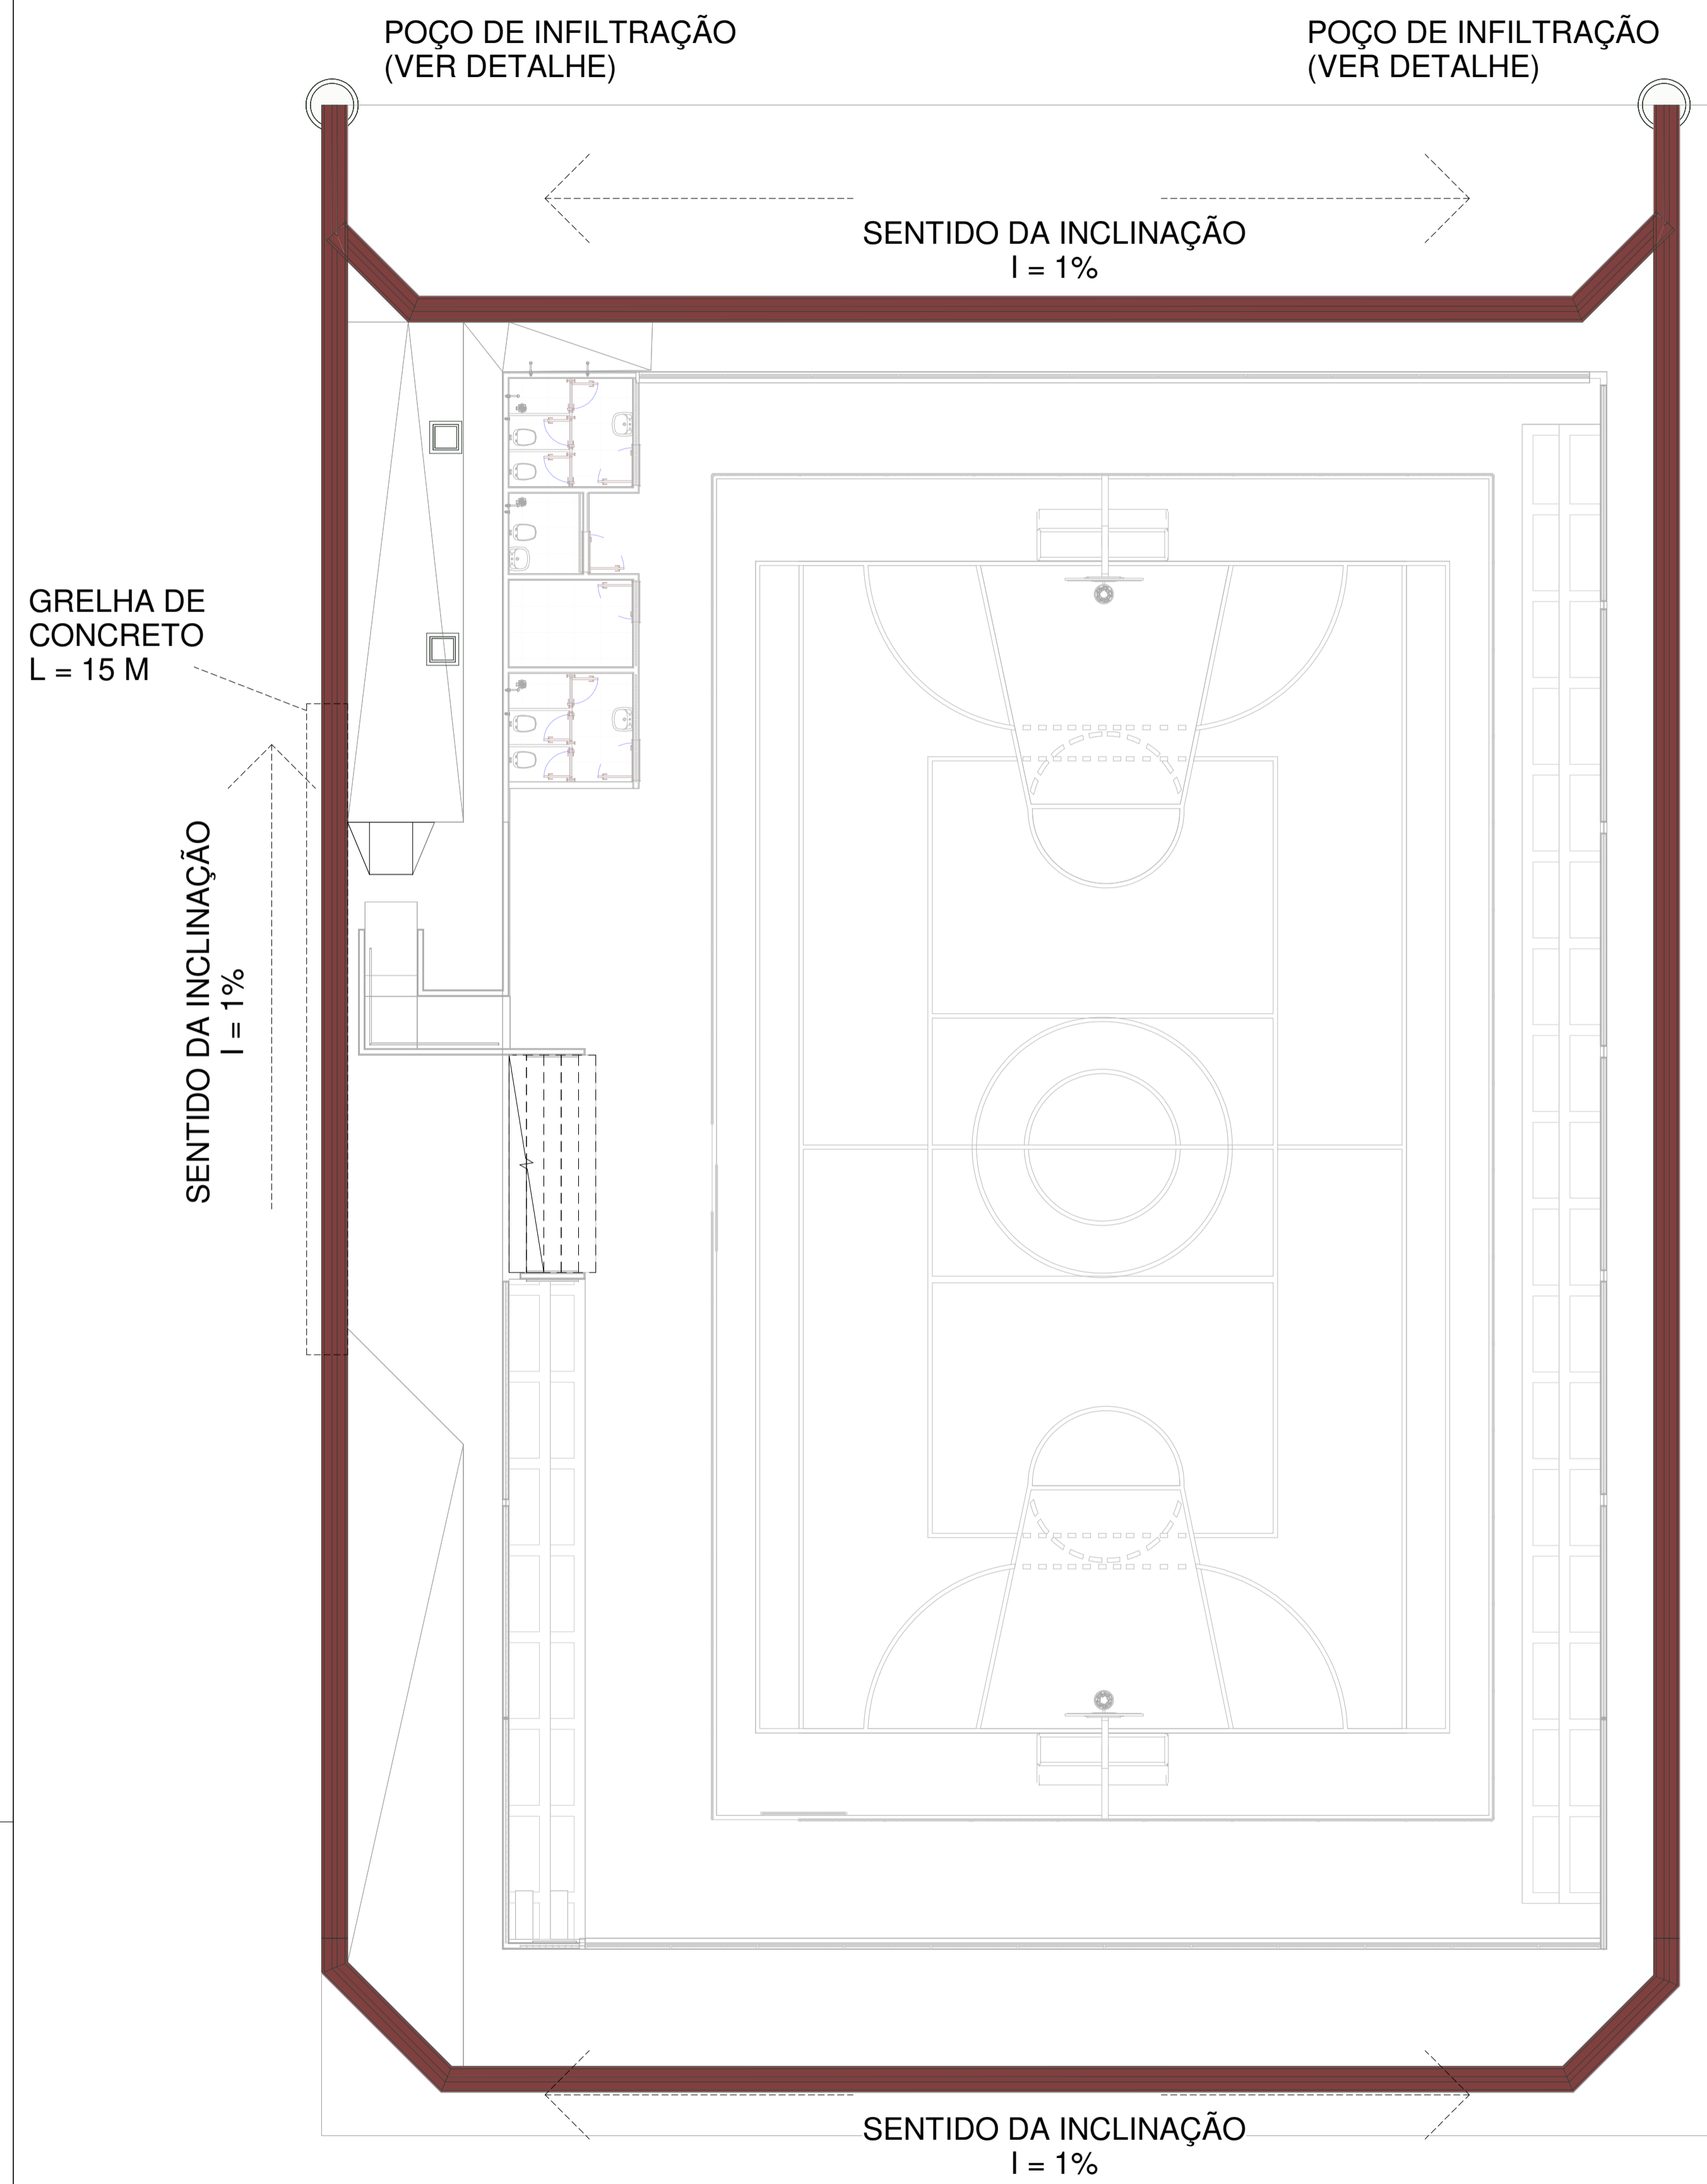 POÇO DE INFILTRAÇÃO
(VER DETALHE)
POÇO DE INFILTRAÇÃO
(VER DETALHE)
SENTIDO DA INCLINAÇÃO
I = 1%
GRELHA DE
CONCRETO
L = 15 M
SENTIDO DA INCLINAÇÃO
I = 1%
SENTIDO DA INCLINAÇÃO
I = 1%